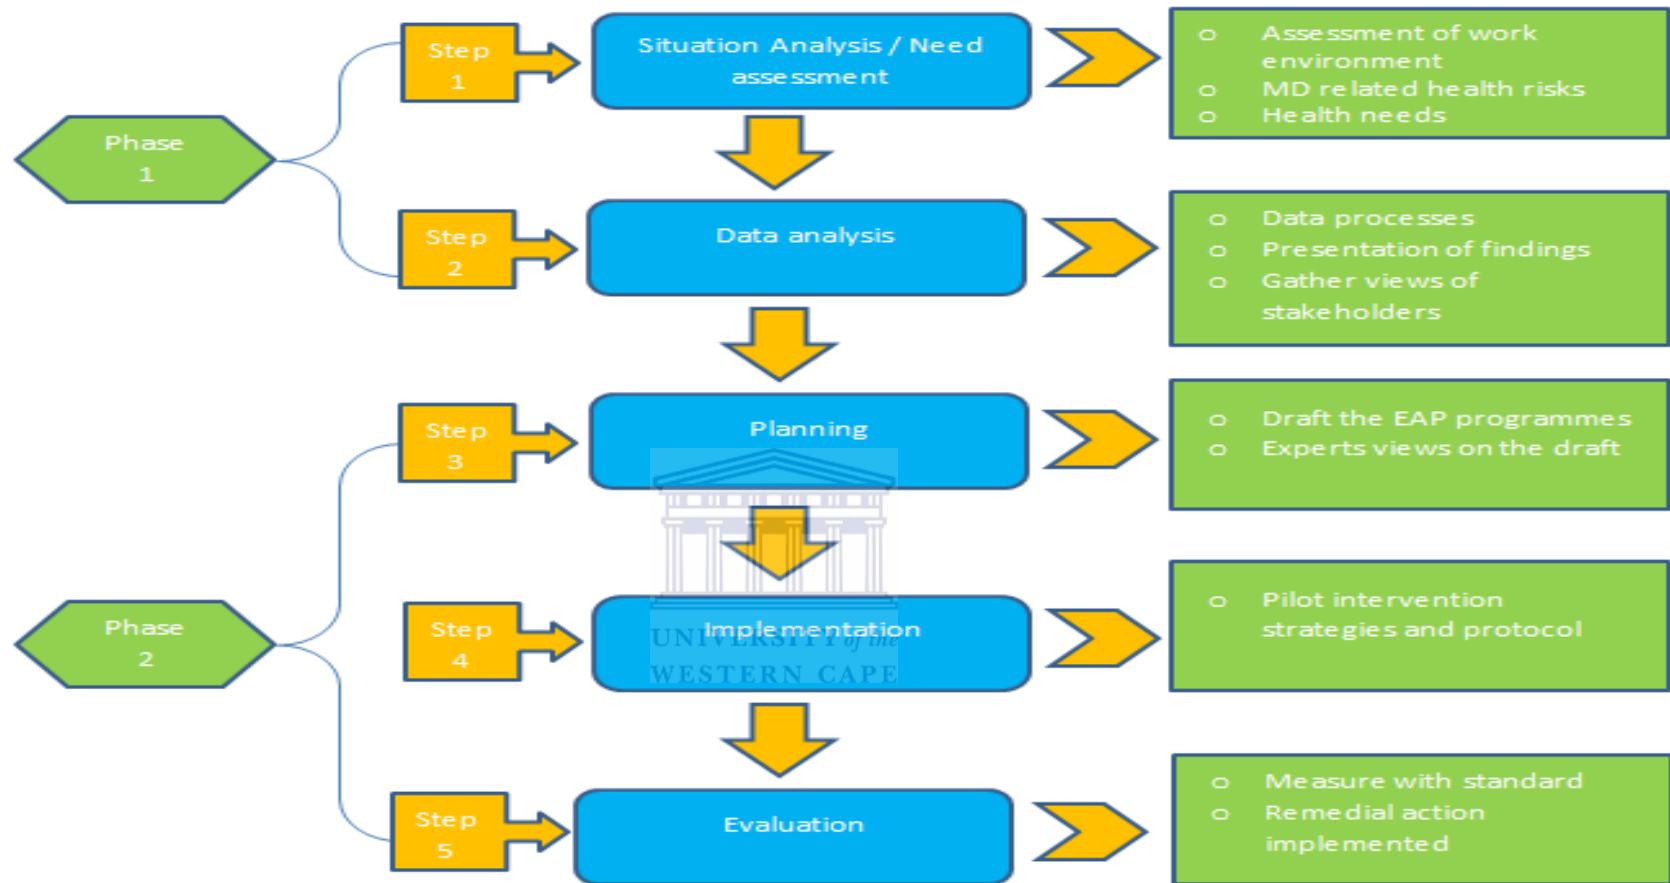 Phase
1
Step
1
Situation Analysis / Need
assessment
o Assessment of work
environment
o MD related health risks
o Health needs
Step
2
Data analysis
o Data processes
o Presentation of findings
o Gather views of
stakeholders
Phase
2
Step
3
Planning
o Draft the EAP programmes
o Experts views on the draft
Step
4
Implementation
UNIVERSITY of the
WESTERN CAPE
o Pilot intervention
strategies and protocol
Step
5
Evaluation
o Measure with standard
o Remedial action
implemented